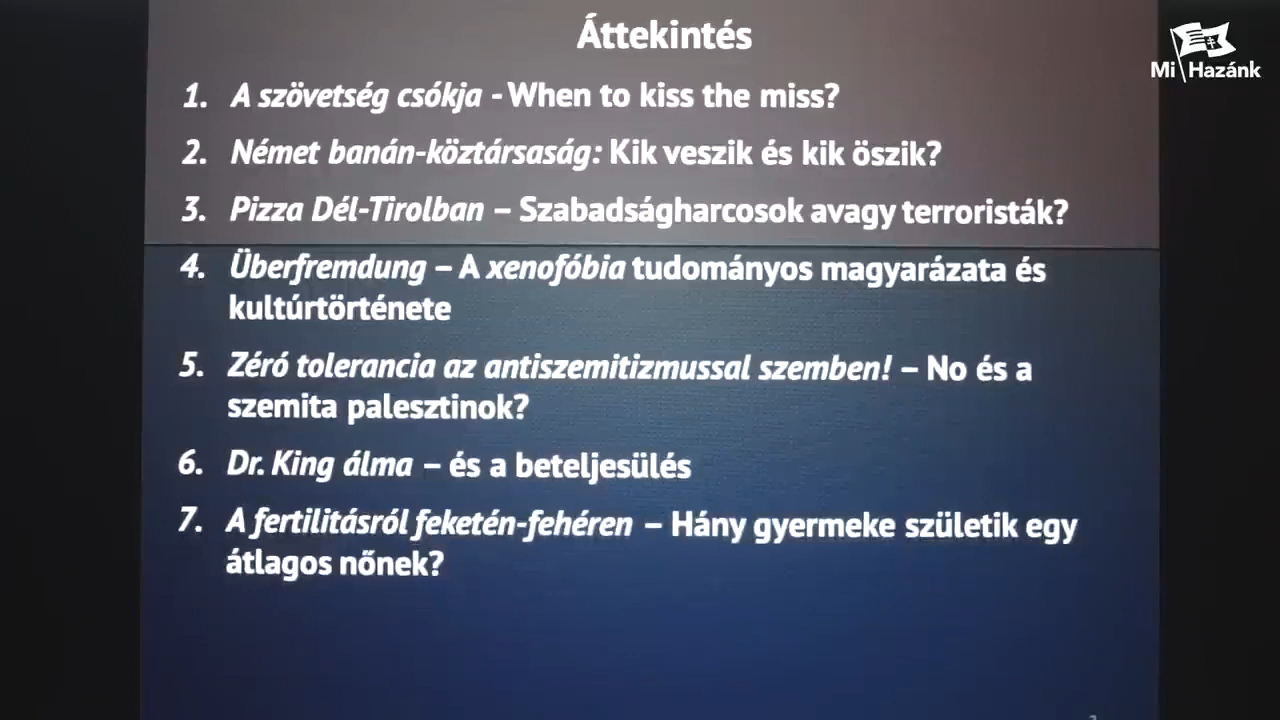 Áttekintés
Mi Hazánk
1. A szövetség csókja - When to kiss the miss?
2. Német banán-köztársaság: Kik veszik és kik öszik?
3. Pizza Dél-Tirolban – Szabadságharcosok avagy terroristák?
4. Überfremdung – A xenofóbia tudományos magyarázata és
kultúrtörténete
5. Zéró tolerancia az antiszemitizmussal szemben! – No és a
szemita palesztinok?
6. Dr. King álma – és a beteljesülés
7. A fertilitásról feketén-fehéren – Hány gyermeke születik egy
átlagos nőnek?